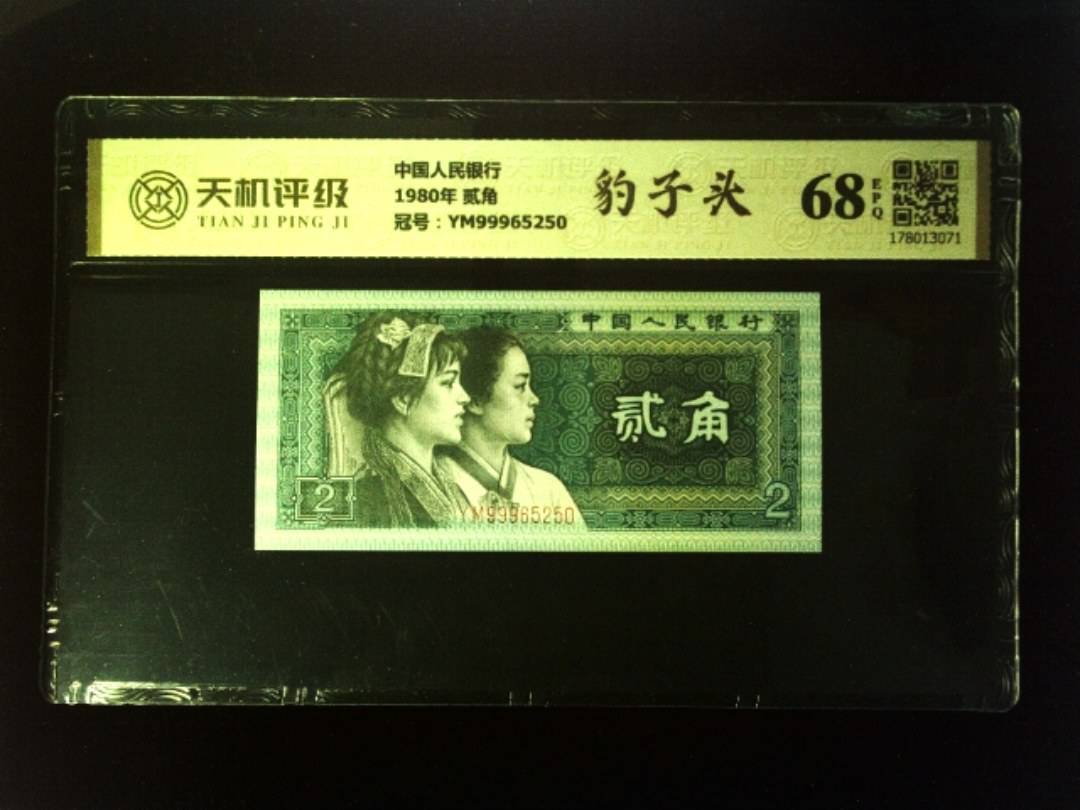 天机评级
TIAN JI PING JI
中国人民银行
1980年 贰角
冠号：YM99965250
豹子头
68
EPQ
178013071
中国人民银行
贰角
2
YM99965250
2